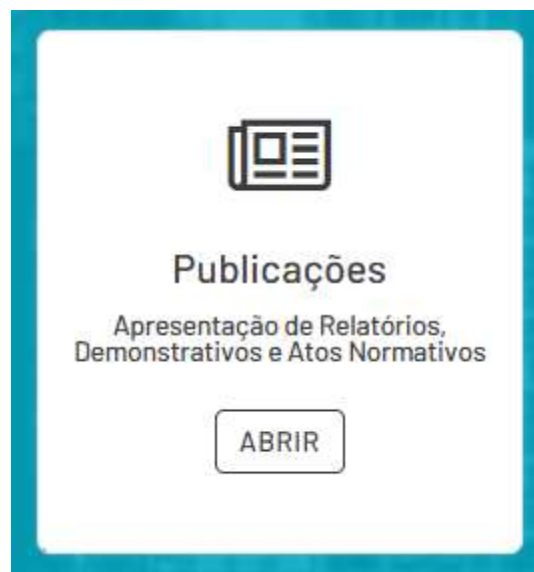 Publicações
Apresentação de Relatórios,
Demonstrativos e Atos Normativos
ABRIR